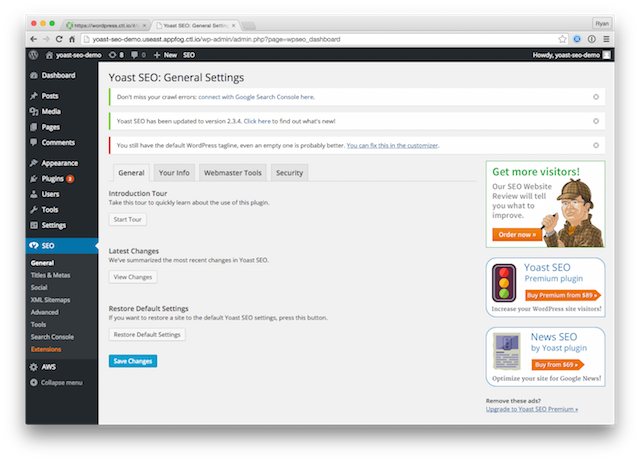 https://wordpress.ctl.io/w
Yoast SEO: General Setting
Ryan
yoast-seo-demo.useast.appfog.ctl.io/wp-admin/admin.php?page=wpseo_dashboard
yoast-seo-demo 8 0 + New SEO Howdy, yoast-seo-demo
Dashboard
Posts
Media
Pages
Comments
Appearance
Plugins 2
Users
Tools
Settings
SEO
General
Titles & Metas
Social
XML Sitemaps
Advanced
Tools
Search Console
Extensions
AWS
Collapse menu
Yoast SEO: General Settings
Don't miss your crawl errors: connect with Google Search Console here.
Yoast SEO has been updated to version 2.3.4. Click here to find out what's new!
You still have the default WordPress tagline, even an empty one is probably better. You can fix this in the customizer.
General Your Info Webmaster Tools Security
Introduction Tour
Take this tour to quickly learn about the use of this plugin.
Start Tour
Latest Changes
We've summarized the most recent changes in Yoast SEO.
View Changes
Restore Default Settings
If you want to restore a site to the default Yoast SEO settings, press this button.
Restore Default Settings
Save Changes
Get more visitors!
Our SEO Website
Review will tell
you what to
improve.
Order now »
Yoast SEO
Premium plugin
Buy Premium from $89 »
Increase your WordPress site visitors!
News SEO
by Yoast plugin
Buy from $69 »
Optimize your site for Google News!
Remove these ads?
Upgrade to Yoast SEO Premium »